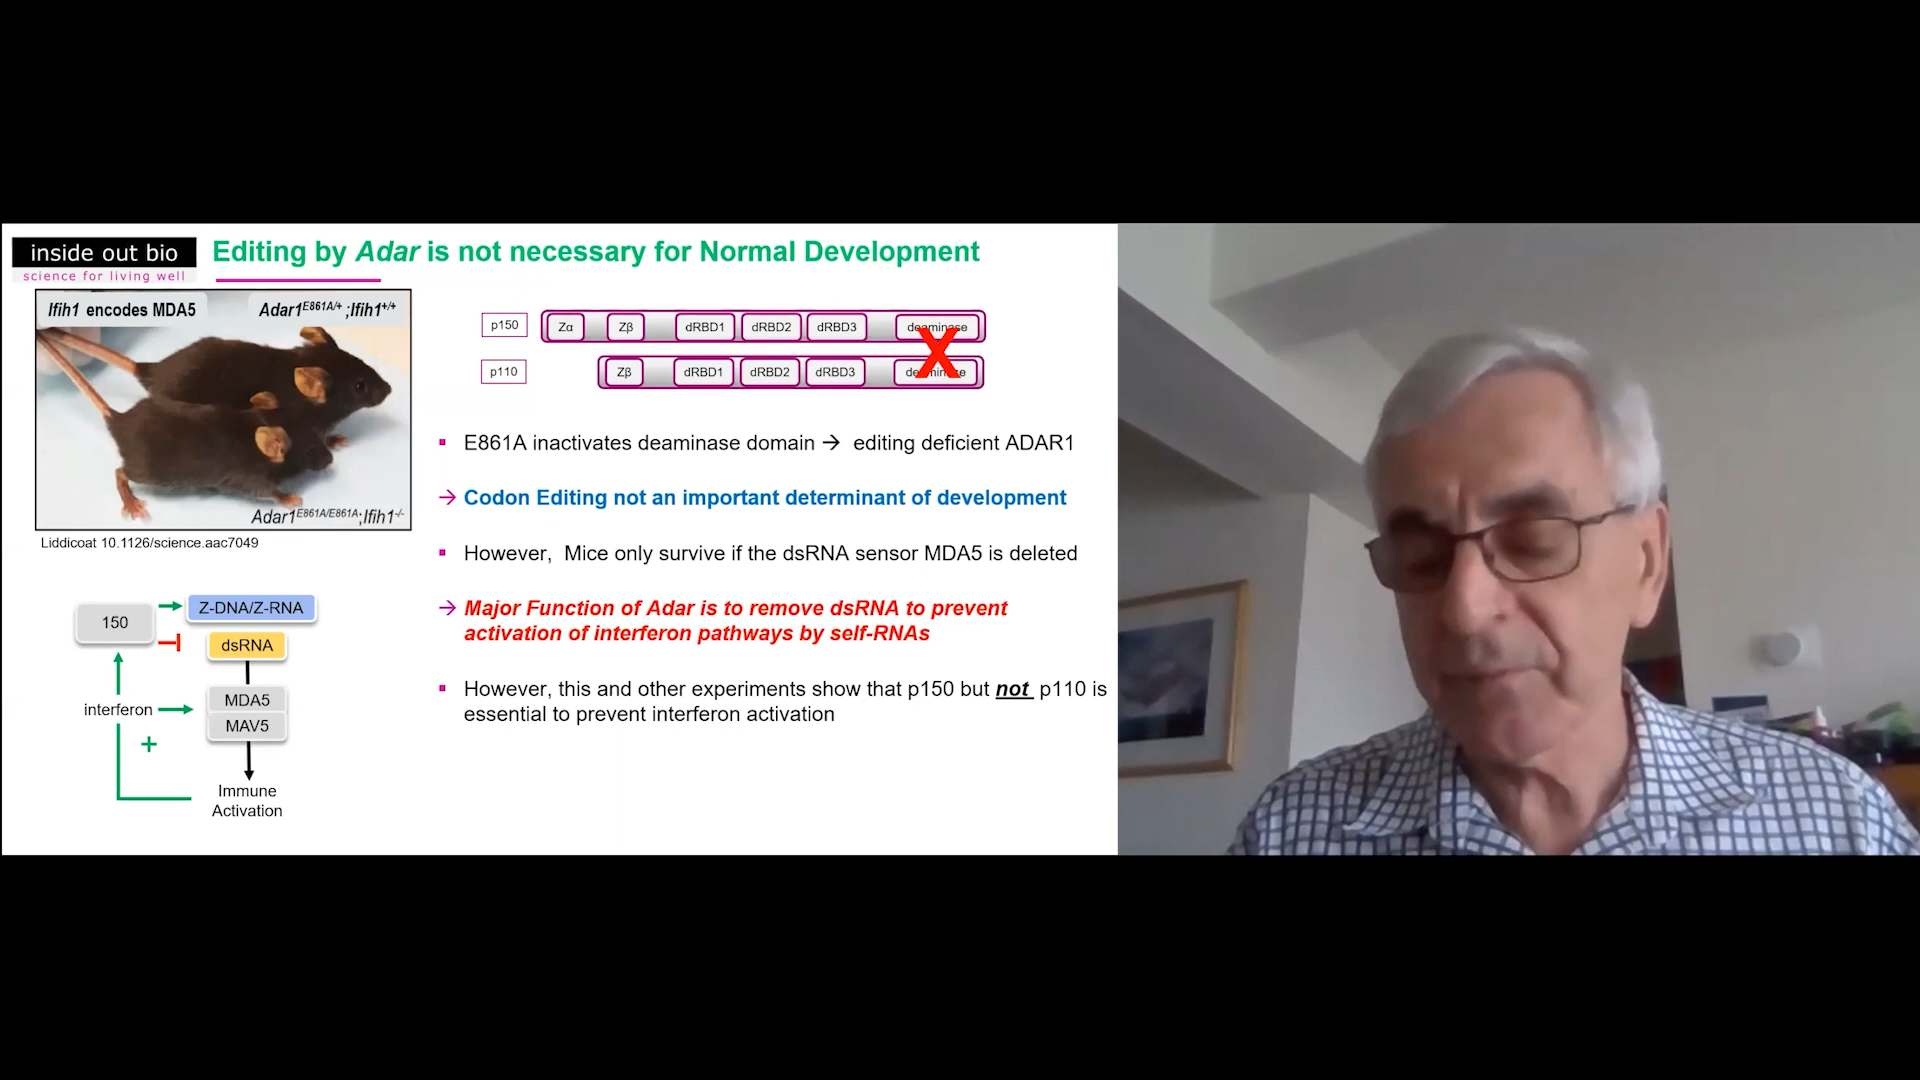 inside out bio
science for living well
Editing by Adar is not necessary for Normal Development
Ifih1 encodes MDA5
Adar1E861A/+ ;Ifih1+/+
Adar1E861A/E861A;Ifih1-/-
Liddicoat 10.1126/science.aac7049
p150
Zα
Zβ
dRBD1
dRBD2
dRBD3
deaminase
X
p110
Zβ
dRBD1
dRBD2
dRBD3
deaminase
▪ E861A inactivates deaminase domain → editing deficient ADAR1
→ Codon Editing not an important determinant of development
▪ However, Mice only survive if the dsRNA sensor MDA5 is deleted
→ Major Function of Adar is to remove dsRNA to prevent
activation of interferon pathways by self-RNAs
▪ However, this and other experiments show that p150 but not p110 is
essential to prevent interferon activation
150
Z-DNA/Z-RNA
dsRNA
MDA5
interferon
MAV5
+
Immune
Activation